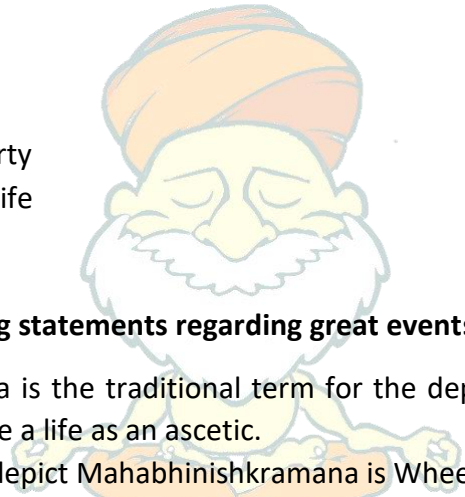 rty
ife
g statements regarding great events
a is the traditional term for the dep
e a life as an ascetic.
depict Mahabhinishkramana is Whee